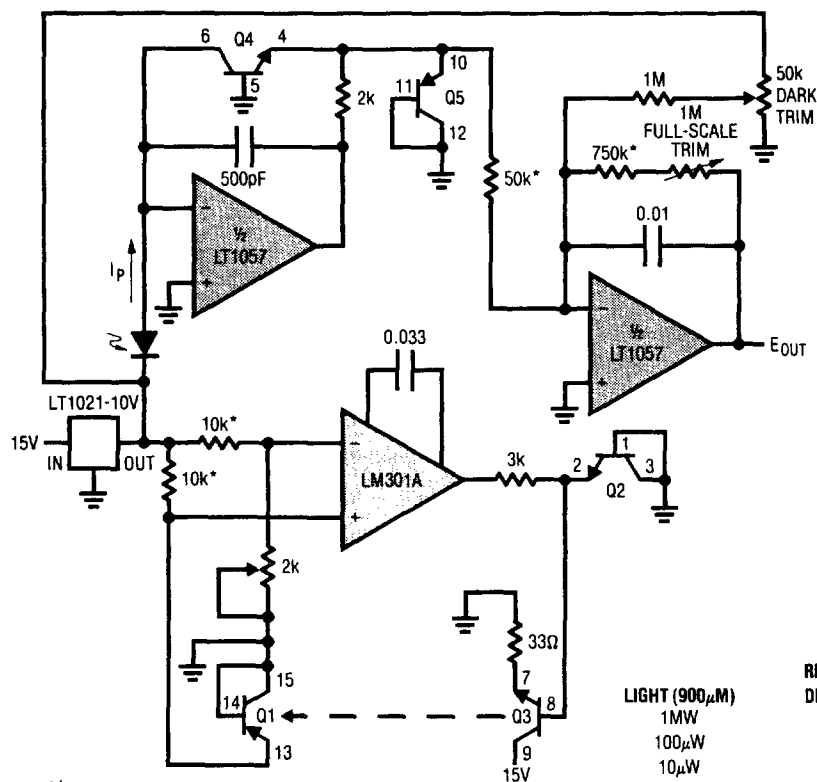 6 Q4 4
5
2k
10
11 Q5
12
500pF
50k
DARK
TRIM
1M
1M
FULL-SCALE
TRIM
750k*
50k*
0.01
−
½
LT1057
+
IP
−
½
LT1057
+
EOUT
0.033
LT1021-10V
15V
IN OUT
10k*
10k*
−
LM301A
+
3k
1
2 3
Q2
2k
33Ω
15
14 Q1
13
7
Q3 8
9
15V
LIGHT (900μM)
1MW
100μW
10μW